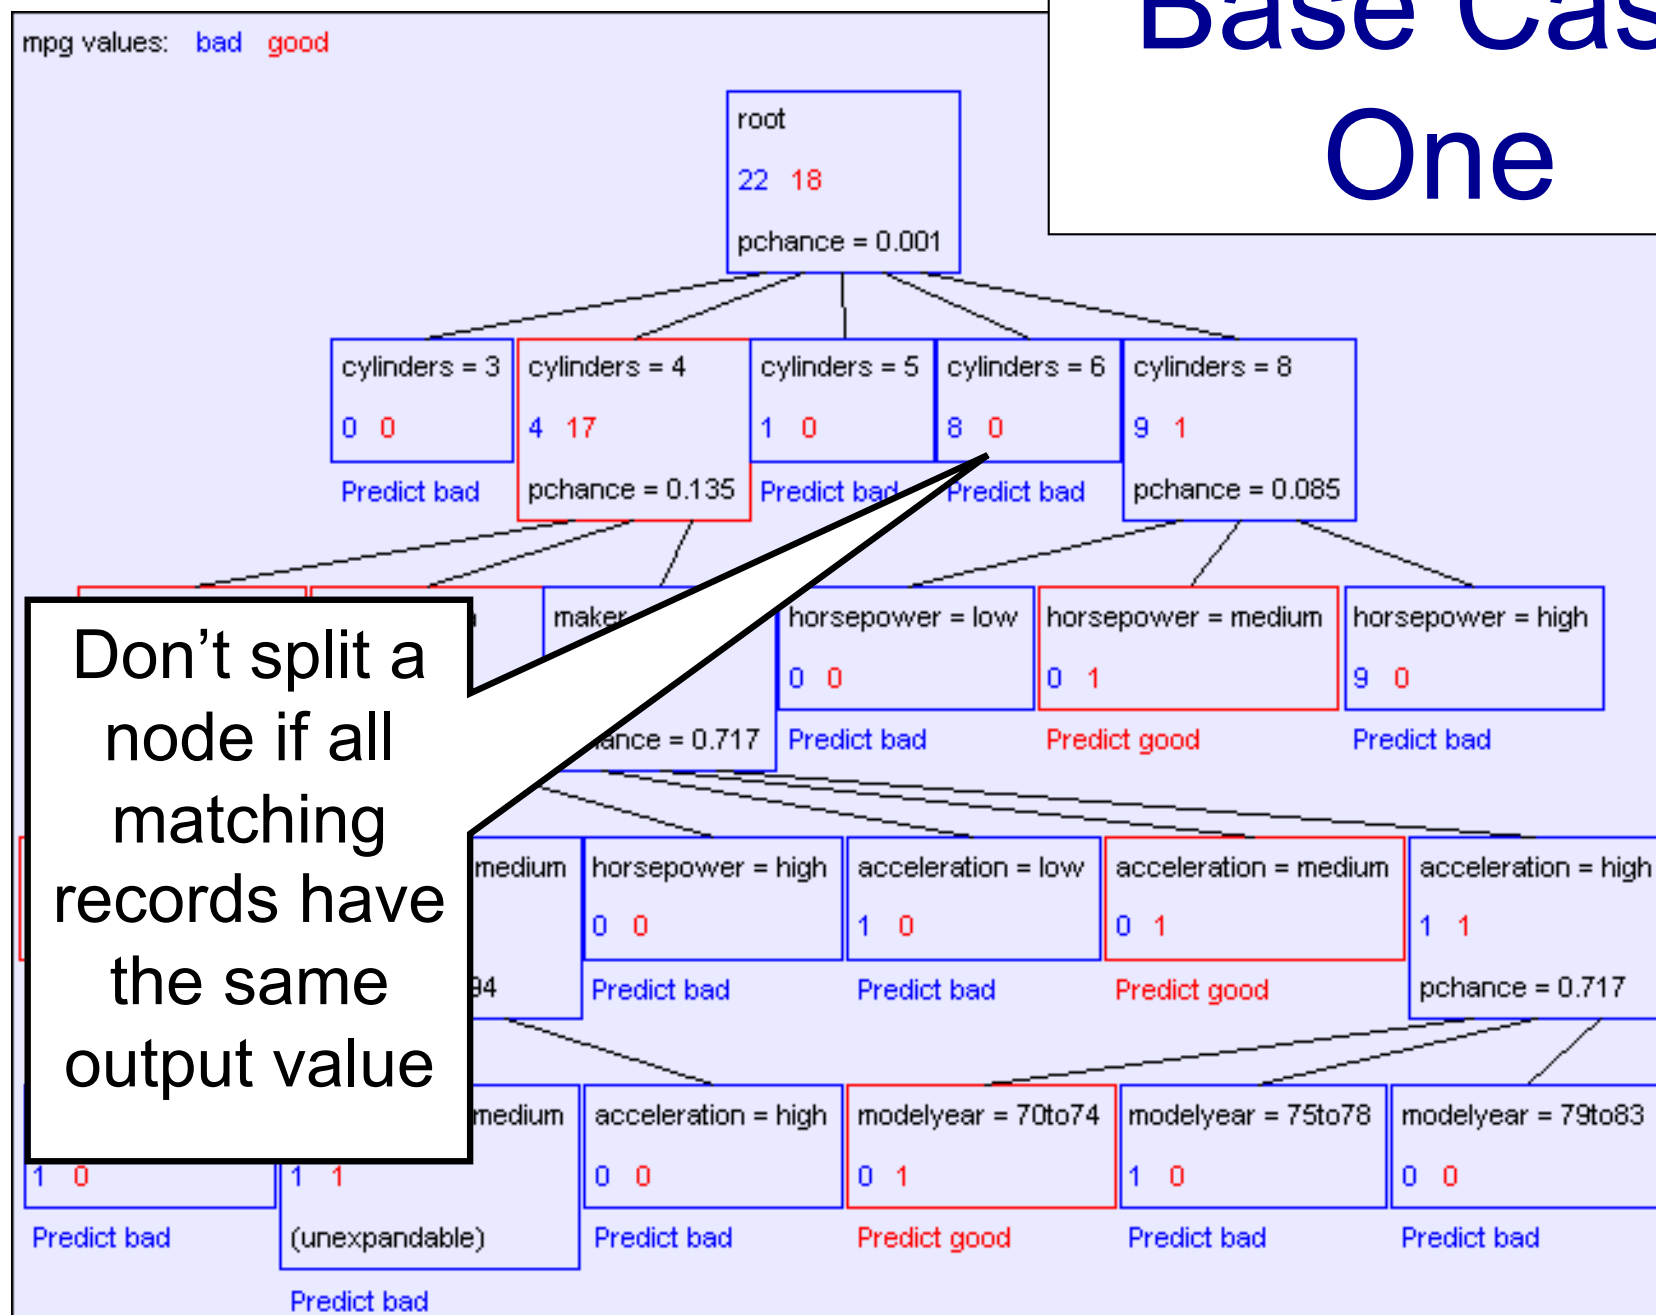 Base Cas
One
mpg values: bad good
root
22 18
pchance = 0.001
cylinders = 3
0 0
Predict bad
cylinders = 4
4 17
pchance = 0.135
cylinders = 5
1 0
Predict bad
cylinders = 6
8 0
Predict bad
cylinders = 8
9 1
pchance = 0.085
maker
= 0.717
horsepower = low
0 0
Predict bad
horsepower = medium
0 1
Predict good
horsepower = high
9 0
Predict bad
Don’t split a
node if all
matching
records have
the same
output value
medium
94
horsepower = high
0 0
Predict bad
acceleration = low
1 0
Predict bad
acceleration = medium
0 1
Predict good
acceleration = high
1 1
pchance = 0.717
1 0
Predict bad
medium
1 1
(unexpandable)
Predict bad
acceleration = high
0 0
Predict bad
modelyear = 70to74
0 1
Predict good
modelyear = 75to78
1 0
Predict bad
modelyear = 79to83
0 0
Predict bad